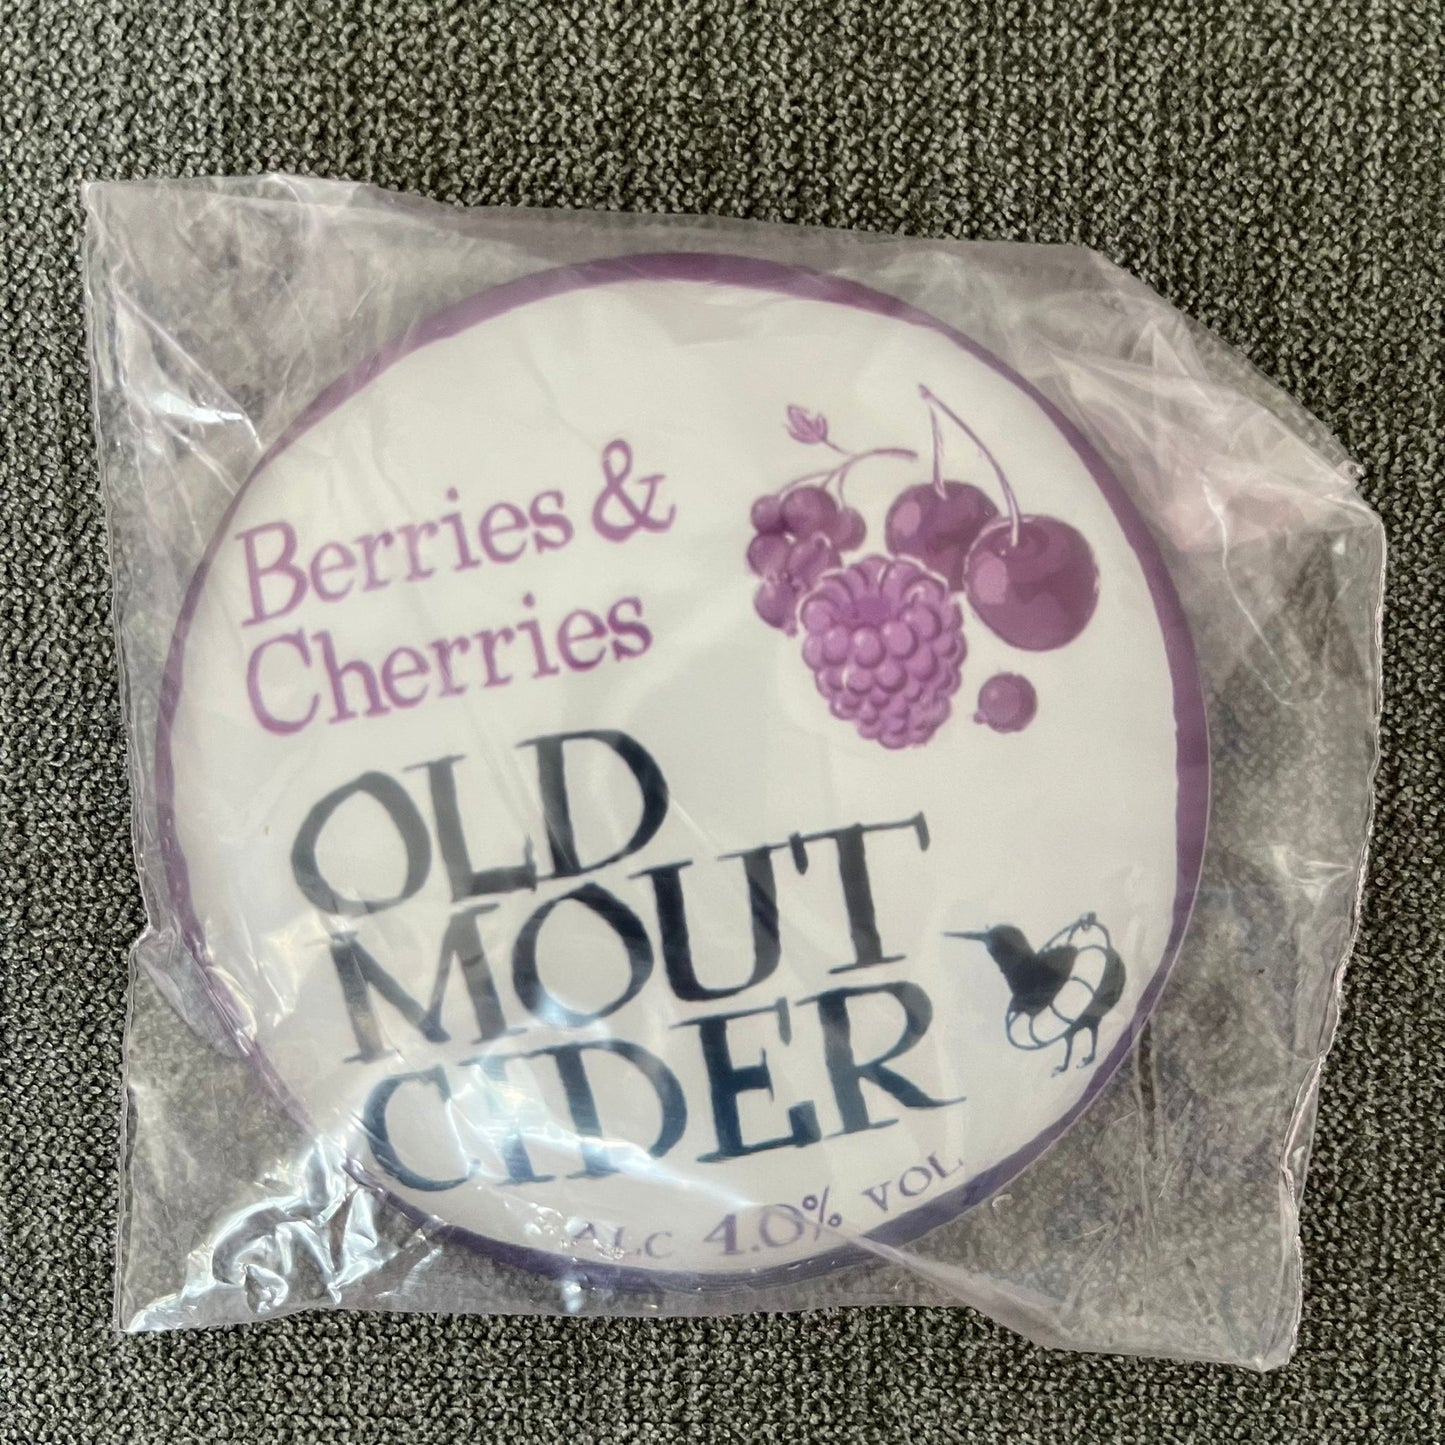 Berries &
Cherries
OLD
MOUT
CIDER
ALC 4.0% VOL